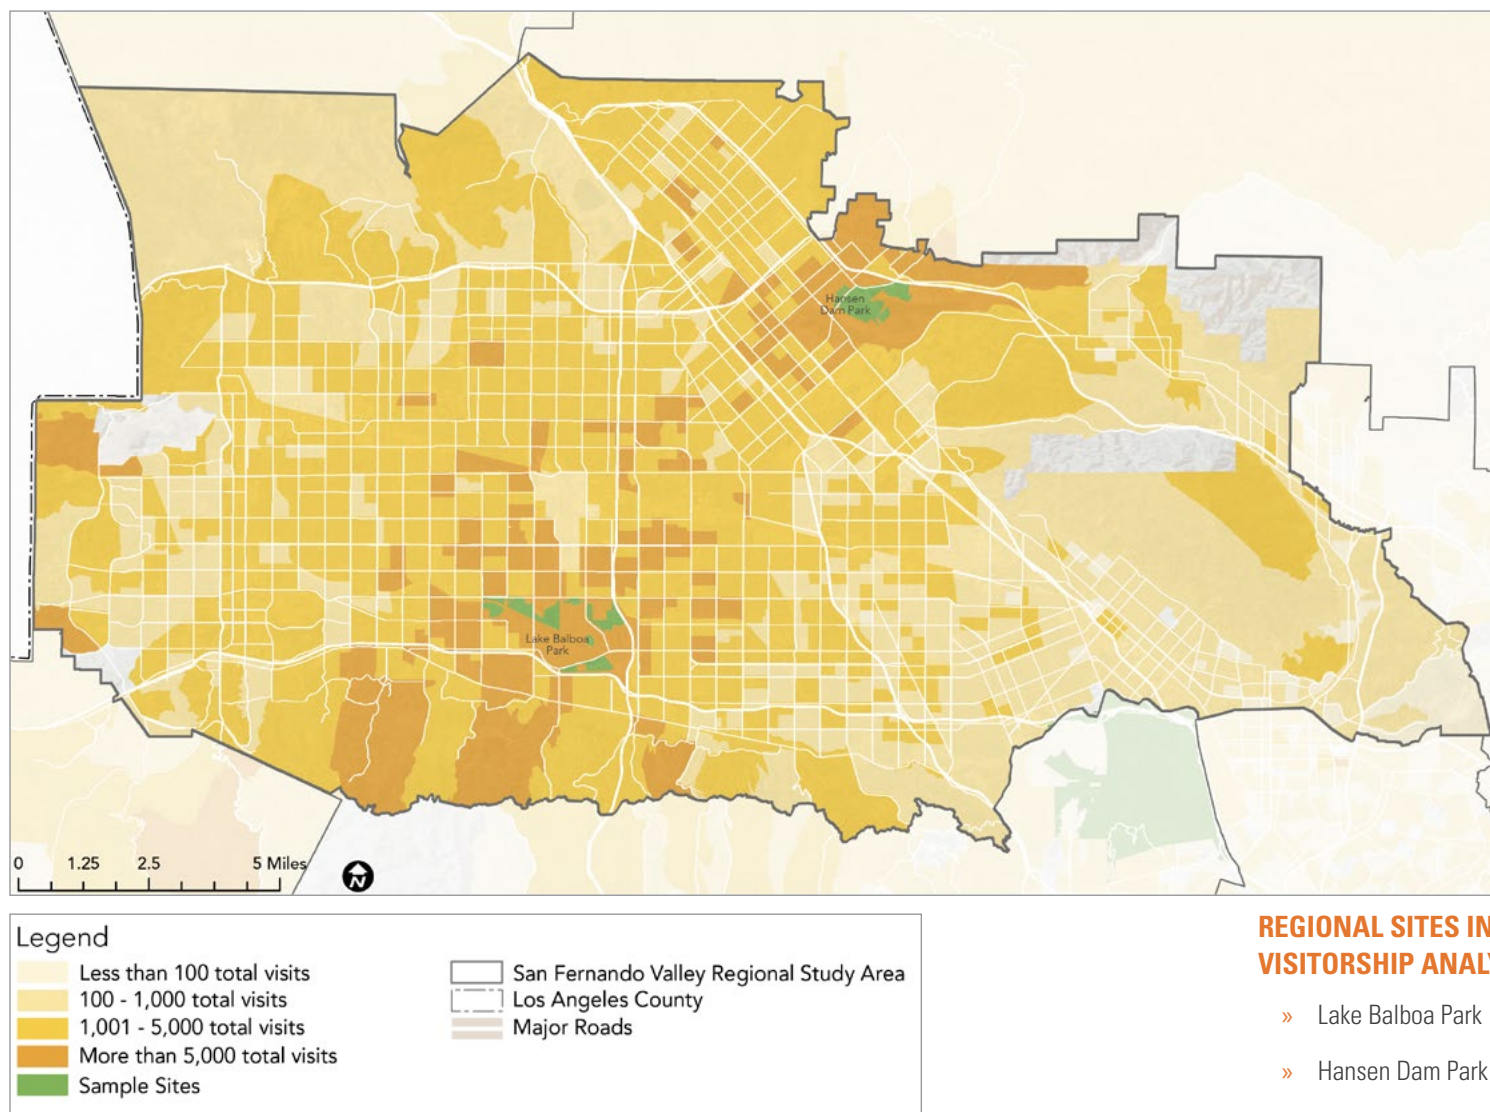 Hansen
Dam Park
Lake Balboa
Park
0 1.25 2.5 5 Miles
N
Legend
Less than 100 total visits
100 - 1,000 total visits
1,001 - 5,000 total visits
More than 5,000 total visits
Sample Sites
San Fernando Valley Regional Study Area
Los Angeles County
Major Roads
REGIONAL SITES IN
VISITORSHIP ANAL
» Lake Balboa Park
» Hansen Dam Park